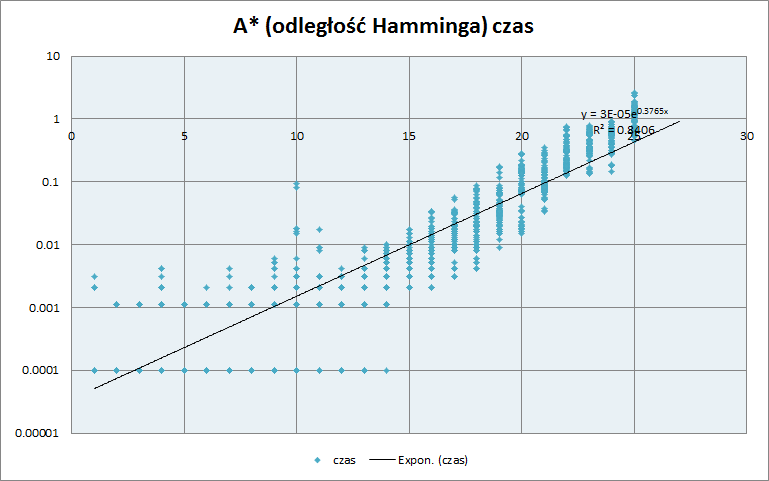 A* (odległość Hamminga) czas
10
1
0.1
0.01
0.001
0.0001
0.00001
0 5 10 15 20 25 30
y = 3E-05e^0.3765x
R² = 0.8406
czas Expon. (czas)